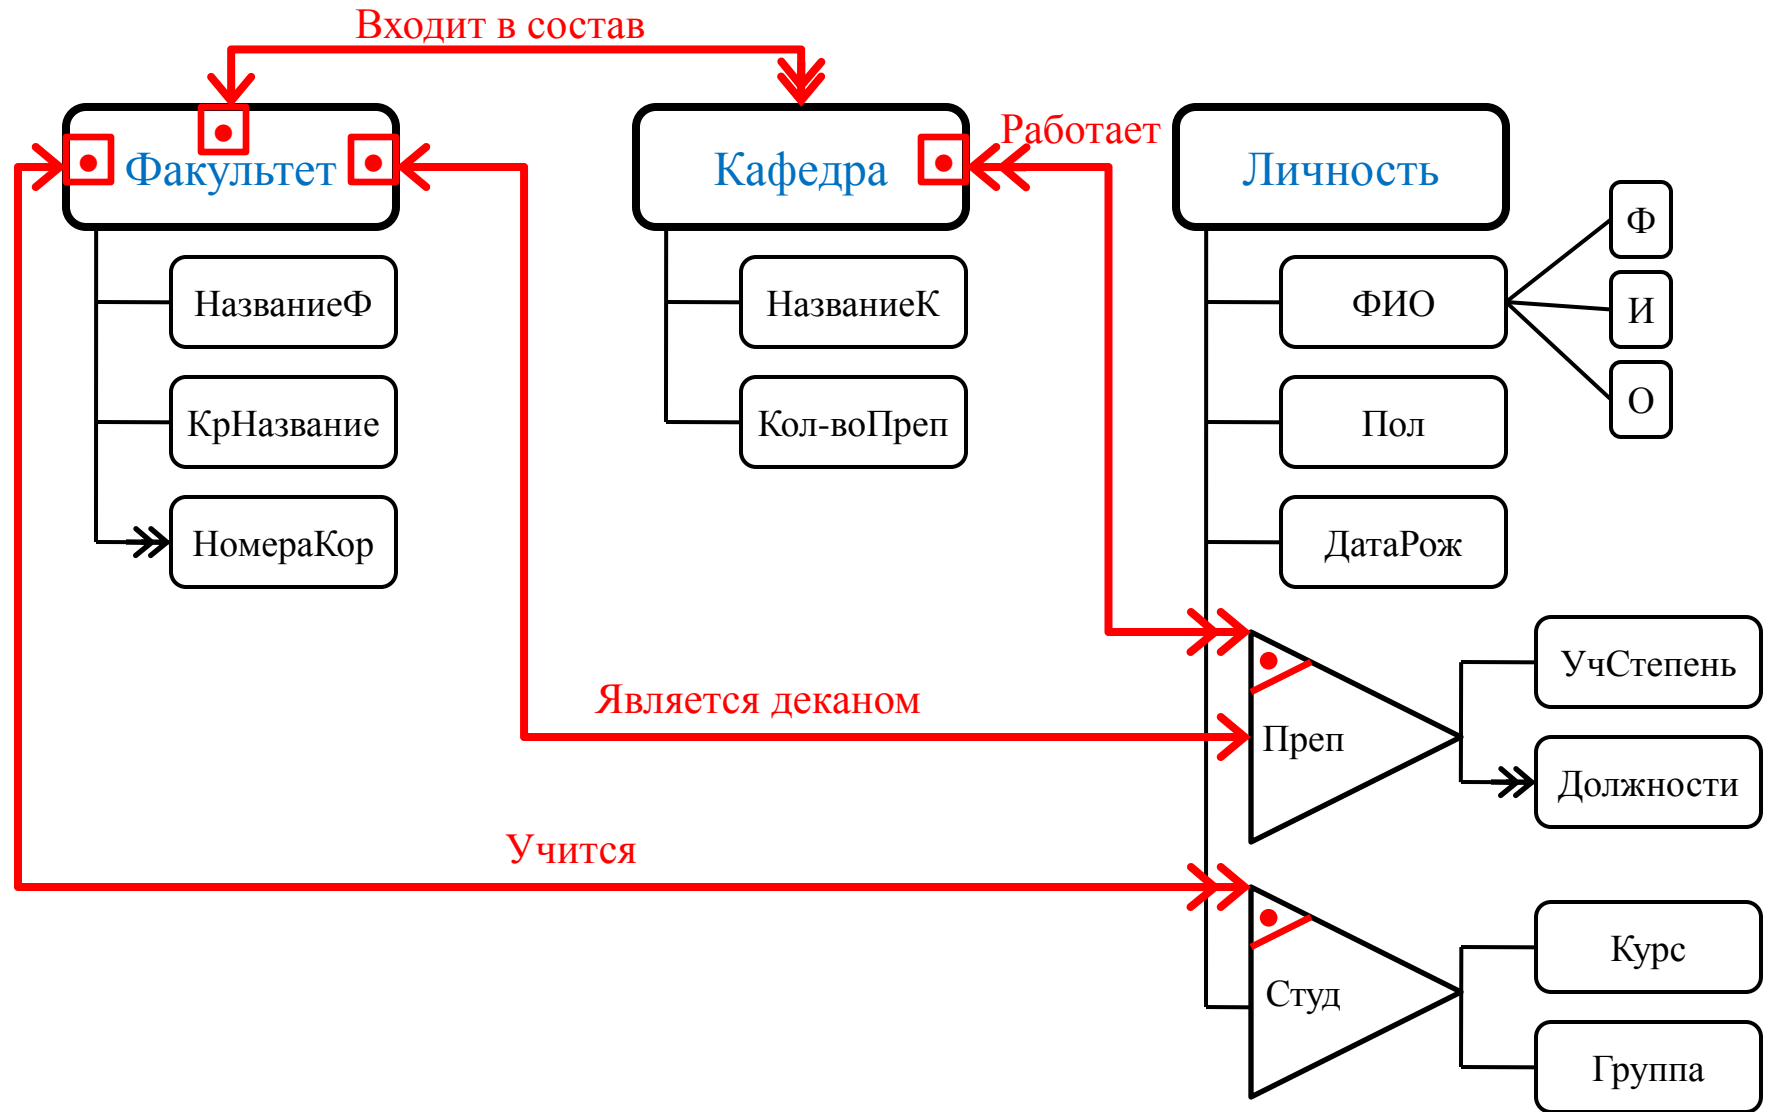 Входит в состав
Работает
Факультет
Кафедра
Личность
НазваниеФ
КрНазвание
НомераКор
НазваниеК
Кол-воПреп
ФИО
Ф
И
О
Пол
ДатаРож
Является деканом
Преп
УчСтепень
Должности
Учится
Студ
Курс
Группа